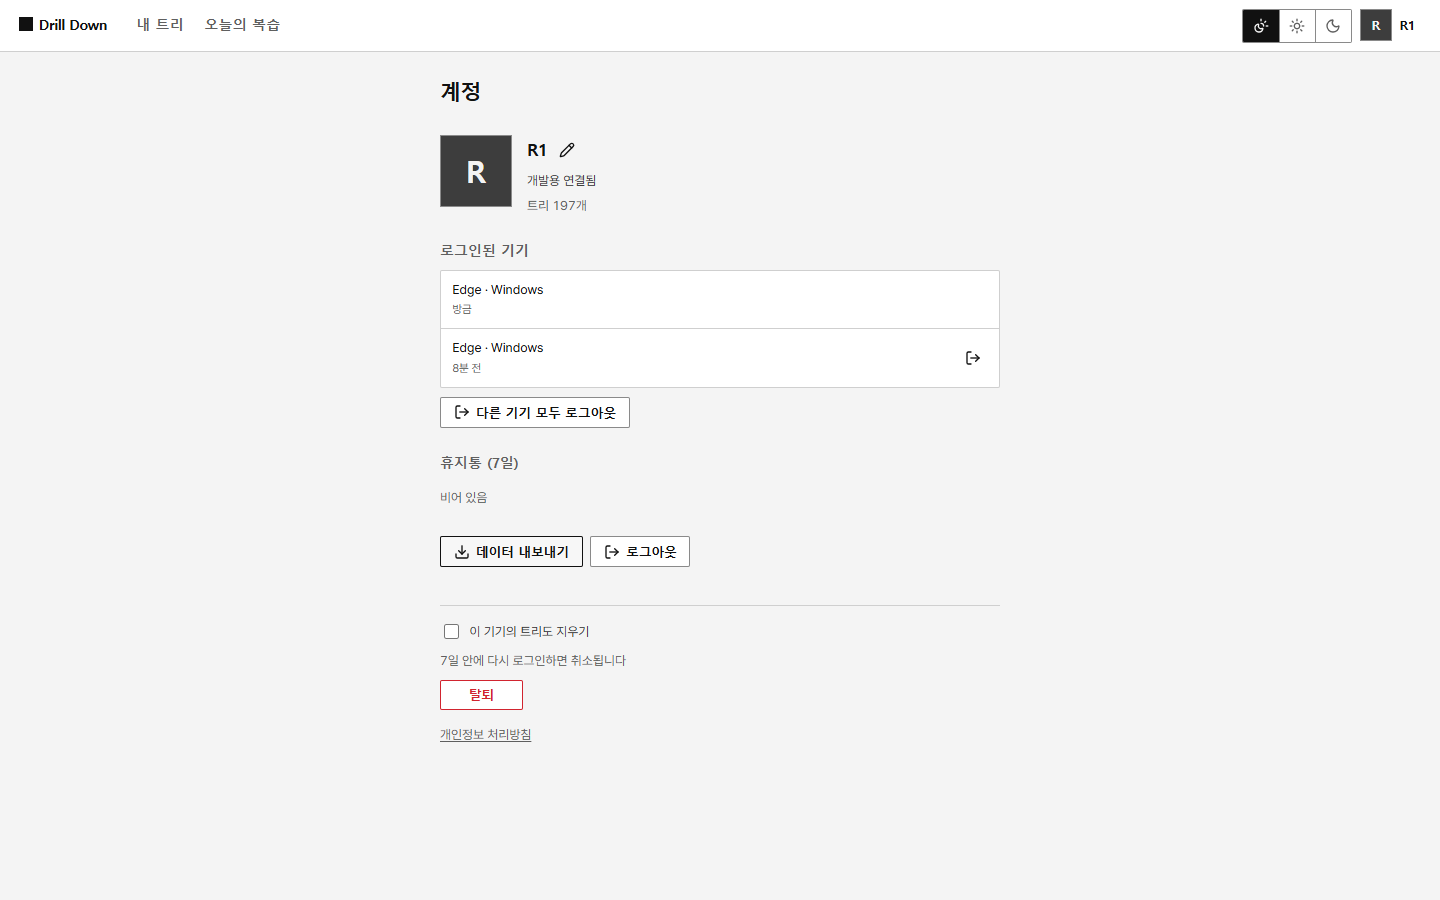 Drill Down 내 트리 오늘의 복습 R R1
계정
R
R1
개발용 연결됨
트리 197개
로그인된 기기
Edge · Windows
방금
Edge · Windows
8분 전
다른 기기 모두 로그아웃
휴지통 (7일)
비어 있음
데이터 내보내기 로그아웃
이 기기의 트리도 지우기
7일 안에 다시 로그인하면 취소됩니다
탈퇴
개인정보 처리방침